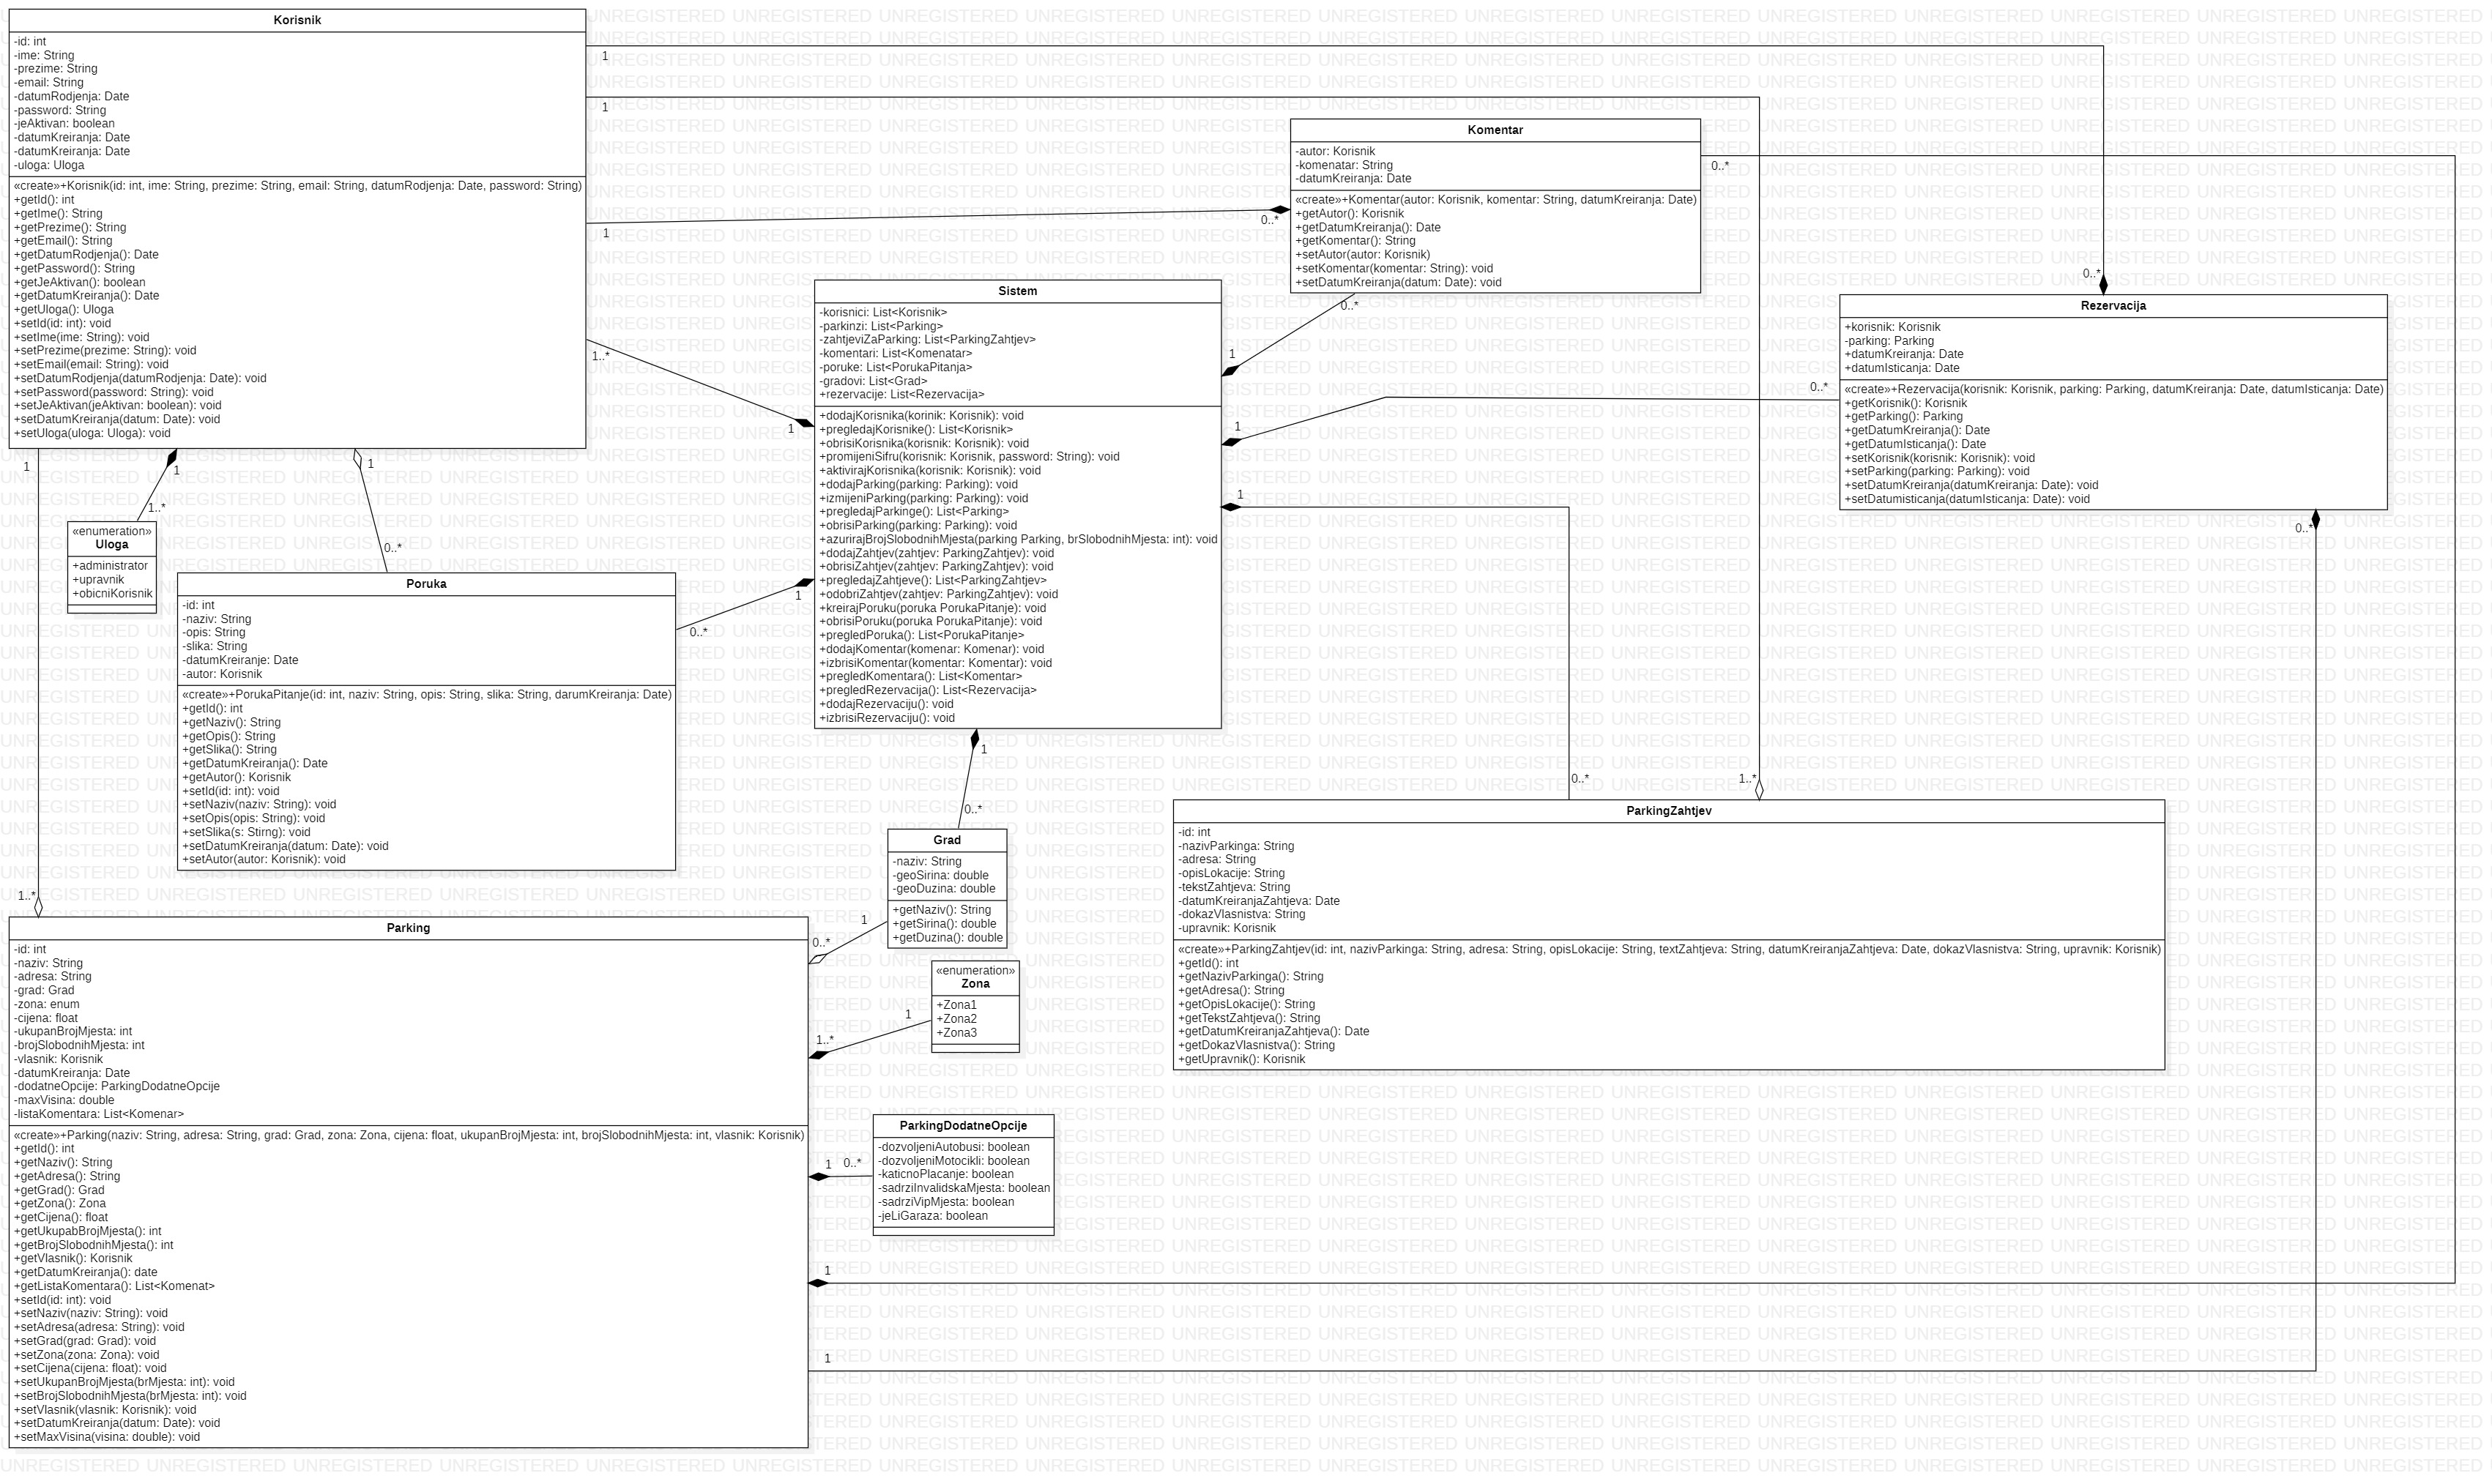 Korisnik
-id: int
-ime: String
-prezime: String
-email: String
-datumRodjenja: Date
-password: String
-jeAktivan: boolean
-datumKreiranja: Date
-datumKreiranja: Date
-uloga: Uloga
«create»+Korisnik(id: int, ime: String, prezime: String, email: String, datumRodjenja: Date, password: String)
+getId(): int
+getIme(): String
+getPrezime(): String
+getEmail(): String
+getDatumRodjenja(): Date
+getPassword(): String
+getJeAktivan(): boolean
+getDatumKreiranja(): Date
+getUloga(): Uloga
+setId(id: int): void
+setIme(ime: String): void
+setPrezime(prezime: String): void
+setEmail(email: String): void
+setDatumRodjenja(datumRodjenja: Date): void
+setPassword(password: String): void
+setJeAktivan(jeAktivan: boolean): void
+setDatumKreiranja(datum: Date): void
+setUloga(uloga: Uloga): void
1
1
1
1..*
1
1
1
1..*
0..*
1..*
«enumeration»
Uloga
+administrator
+upravnik
+obicniKorisnik
Poruka
-id: int
-naziv: String
-opis: String
-slika: String
-datumKreiranje: Date
-autor: Korisnik
«create»+PorukaPitanje(id: int, naziv: String, opis: String, slika: String, darumKreiranja: Date)
+getId(): int
+getNaziv(): String
+getOpis(): String
+getSlika(): String
+getDatumKreiranja(): Date
+getAutor(): Korisnik
+setId(id: int): void
+setNaziv(naziv: String): void
+setOpis(opis: String): void
+setSlika(s: Stirng): void
+setDatumKreiranja(datum: Date): void
+setAutor(autor: Korisnik): void
0..*
Komentar
-autor: Korisnik
-komenatar: String
-datumKreiranja: Date
«create»+Komentar(autor: Korisnik, komentar: String, datumKreiranja: Date)
+getAutor(): Korisnik
+getDatumKreiranja(): Date
+getKomentar(): String
+setAutor(autor: Korisnik)
+setKomentar(komentar: String): void
+setDatumKreiranja(datum: Date): void
0..*
0..*
0..*
Sistem
-korisnici: List<Korisnik>
-parkinzi: List<Parking>
-zahtjeviZaParking: List<ParkingZahtjev>
-komentari: List<Komenatar>
-poruke: List<PorukaPitanja>
-gradovi: List<Grad>
+rezervacije: List<Rezervacija>
+dodajKorisnika(korinik: Korisnik): void
+pregledajKorisnike(): List<Korisnik>
+obrisiKorisnika(korisnik: Korisnik): void
+promijeniSifru(korisnik: Korisnik, password: String): void
+aktivirajKorisnika(korisnik: Korisnik): void
+dodajParking(parking: Parking): void
+izmijeniParking(parking: Parking): void
+pregledajParkinge(): List<Parking>
+obrisiParking(parking: Parking): void
+azurirajBrojSlobodnihMjesta(parking Parking, brSlobodnihMjesta: int): void
+dodajZahtjev(zahtjev: ParkingZahtjev): void
+obrisiZahtjev(zahtjev: ParkingZahtjev): void
+pregledajZahtjeve(): List<ParkingZahtjev>
+odobriZahtjev(zahtjev: ParkingZahtjev): void
+kreirajPoruku(poruka PorukaPitanje): void
+obrisiPoruku(poruka PorukaPitanje): void
+pregledPoruka(): List<PorukaPitanje>
+dodajKomentar(komenar: Komenar): void
+izbrisiKomentar(komentar: Komentar): void
+pregledKomentara(): List<Komentar>
+pregledRezervacija(): List<Rezervacija>
+dodajRezervaciju(): void
+izbrisiRezervaciju(): void
1
1
1
1
1
1
Rezervacija
+korisnik: Korisnik
-parking: Parking
+datumKreiranja: Date
+datumIsticanja: Date
«create»+Rezervacija(korisnik: Korisnik, parking: Parking, datumKreiranja: Date, datumIsticanja: Date)
+getKorisnik(): Korisnik
+getParking(): Parking
+getDatumKreiranja(): Date
+getDatumIsticanja(): Date
+setKorisnik(korisnik: Korisnik): void
+setParking(parking: Parking): void
+setDatumKreiranja(datumKreiranja: Date): void
+setDatumisticanja(datumIsticanja: Date): void
0..*
0..*
0..*
Grad
-naziv: String
-geoSirina: double
-geoDuzina: double
+getNaziv(): String
+getSirina(): double
+getDuzina(): double
0..*
1
«enumeration»
Zona
+Zona1
+Zona2
+Zona3
1
ParkingZahtjev
-id: int
-nazivParkinga: String
-adresa: String
-opisLokacije: String
-tekstZahtjeva: String
-datumKreiranjaZahtjeva: Date
-dokazVlasnistva: String
-upravnik: Korisnik
«create»+ParkingZahtjev(id: int, nazivParkinga: String, adresa: String, opisLokacije: String, textZahtjeva: String, datumKreiranjaZahtjeva: Date, dokazVlasnistva: String, upravnik: Korisnik)
+getId(): int
+getNazivParkinga(): String
+getAdresa(): String
+getOpisLokacije(): String
+getTekstZahtjeva(): String
+getDatumKreiranjaZahtjeva(): Date
+getDokazVlasnistva(): String
+getUpravnik(): Korisnik
0..*
1..*
Parking
-id: int
-naziv: String
-adresa: String
-grad: Grad
-zona: enum
-cijena: float
-ukupanBrojMjesta: int
-brojSlobodnihMjesta: int
-vlasnik: Korisnik
-datumKreiranja: Date
-dodatneOpcije: ParkingDodatneOpcije
-maxVisina: double
-listaKomentara: List<Komenar>
«create»+Parking(naziv: String, adresa: String, grad: Grad, zona: Zona, cijena: float, ukupanBrojMjesta: int, brojSlobodnihMjesta: int, vlasnik: Korisnik)
+getId(): int
+getNaziv(): String
+getAdresa(): String
+getGrad(): Grad
+getZona(): Zona
+getCijena(): float
+getUkupabBrojMjesta(): int
+getBrojSlobodnihMjesta(): int
+getVlasnik(): Korisnik
+getDatumKreiranja(): date
+getListaKomentara(): List<Komenat>
+setId(id: int): void
+setNaziv(naziv: String): void
+setAdresa(adresa: String): void
+setGrad(grad: Grad): void
+setZona(zona: Zona): void
+setCijena(cijena: float): void
+setUkupanBrojMjesta(brMjesta: int): void
+setBrojSlobodnihMjesta(brMjesta: int): void
+setVlasnik(vlasnik: Korisnik): void
+setDatumKreiranja(datum: Date): void
+setMaxVisina(visina: double): void
0..*
1..*
1
0..*
1
1
ParkingDodatneOpcije
-dozvoljeniAutobusi: boolean
-dozvoljeniMotocikli: boolean
-katicnoPlacanje: boolean
-sadrziInvalidskaMjesta: boolean
-sadrziVipMjesta: boolean
-jeLiGaraza: boolean